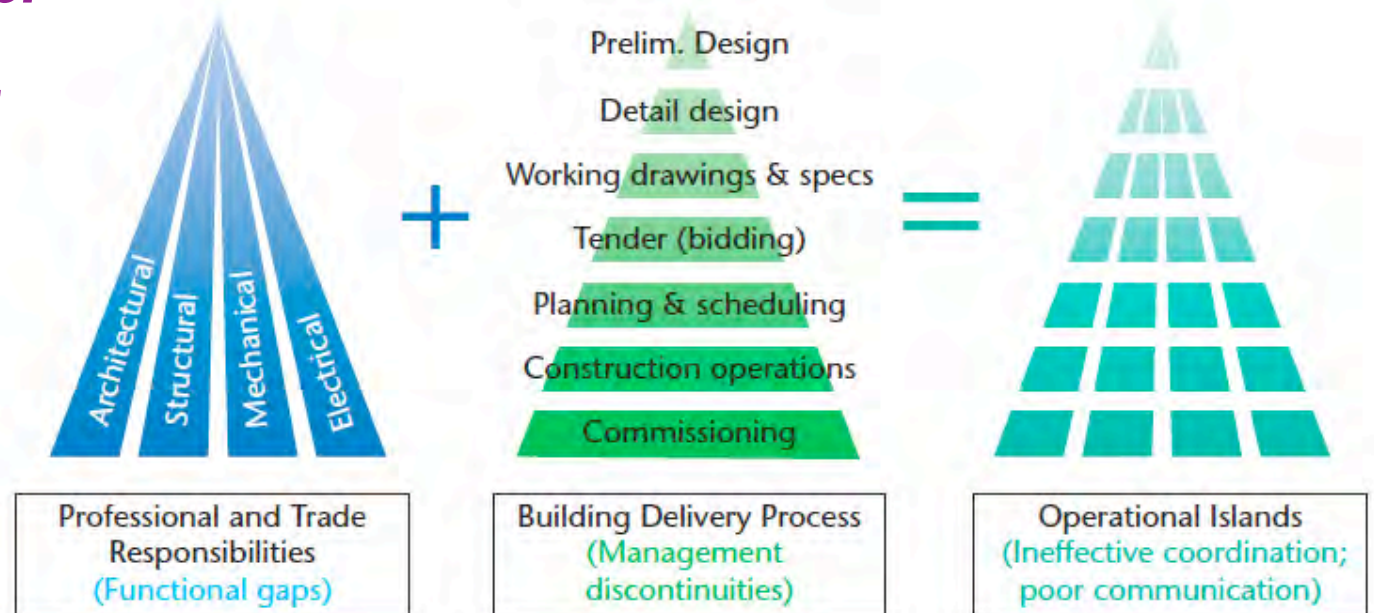 Architectural
Structural
Mechanical
Electrical
+
Prelim. Design
Detail design
Working drawings & specs
Tender (bidding)
Planning & scheduling
Construction operations
Commissioning
=
Professional and Trade
Responsibilities
(Functional gaps)
Building Delivery Process
(Management
discontinuities)
Operational Islands
(Ineffective coordination;
poor communication)